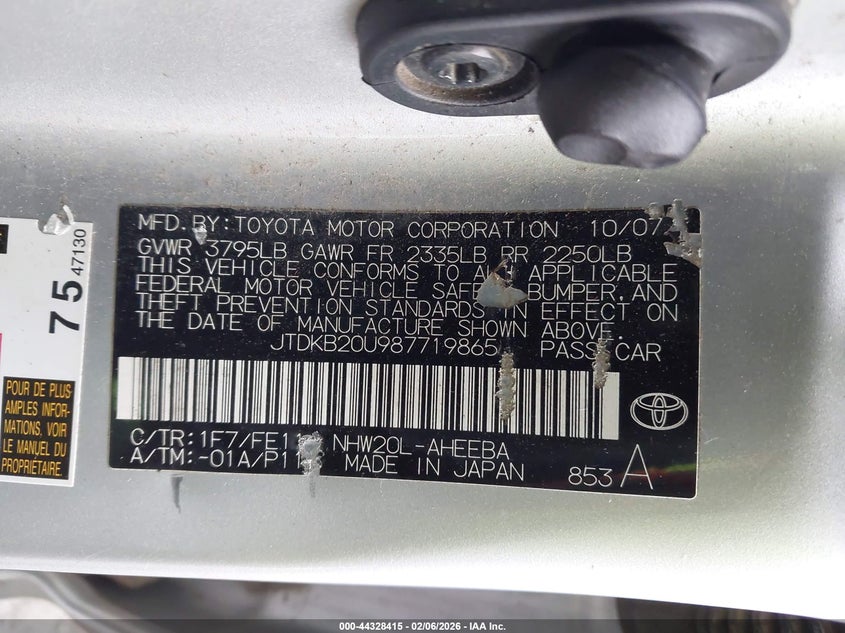 MFD. BY: TOYOTA MOTOR CORPORATION 10/07
GVWR 3795LB GAWR FR 2335LB RR 2250LB
THIS VEHICLE CONFORMS TO ALL APPLICABLE
FEDERAL MOTOR VEHICLE BUMPER, AND
THEFT PREVENTION STANDARDS IN EFFECT ON
THE DATE OF MANUFACTURE SHOWN ABOVE.
JTDKB20U987719865 PASS CAR
C/TR: 1F7/FE11 NHW20L-AHEEBA
A/TM:-01A/P11 MADE IN JAPAN
853 A
75 47130
POUR DE PLUS
AMPLES INFOR-
MATIONS, VOIR
LE MANUEL DU
PROPRIÉTAIRE.
000-44328415 - 02/06/2026 - IAA Inc.